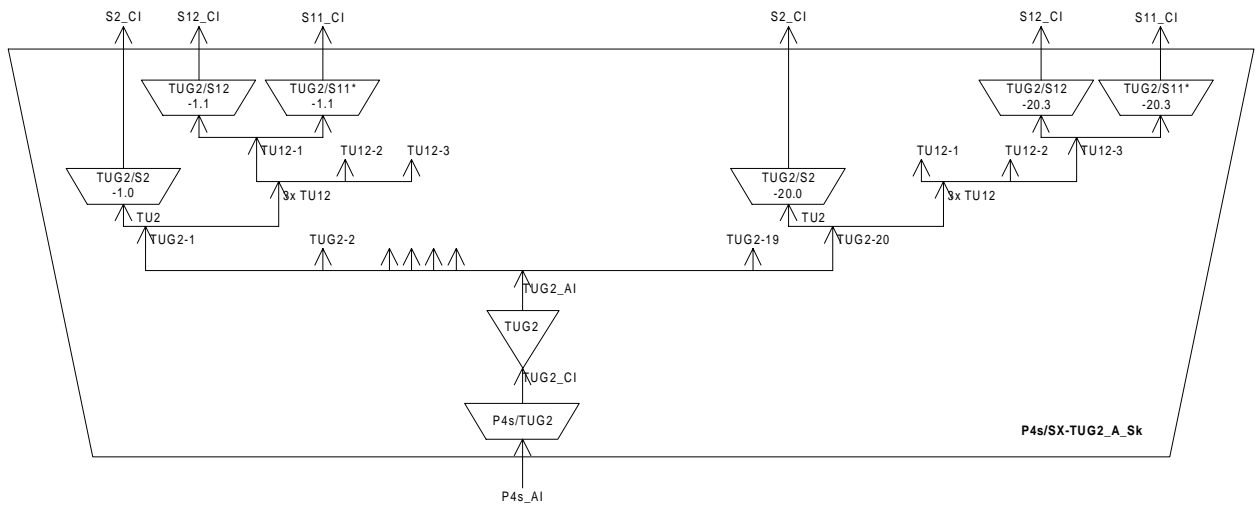 S2_CI
S12_CI
S11_CI
S2_CI
S12_CI
S11_CI
TUG2/S12
-1.1
TUG2/S11*
-1.1
TUG2/S12
-20.3
TUG2/S11*
-20.3
TU12-1
TU12-2
TU12-3
TU12-1
TU12-2
TU12-3
TUG2/S2
-1.0
3x TU12
TUG2/S2
-20.0
3x TU12
TU2
TU2
TUG2-1
TUG2-2
TUG2-19
TUG2-20
TUG2_AI
TUG2
TUG2_CI
P4s/TUG2
P4s/SX-TUG2_A_Sk
P4s_AI